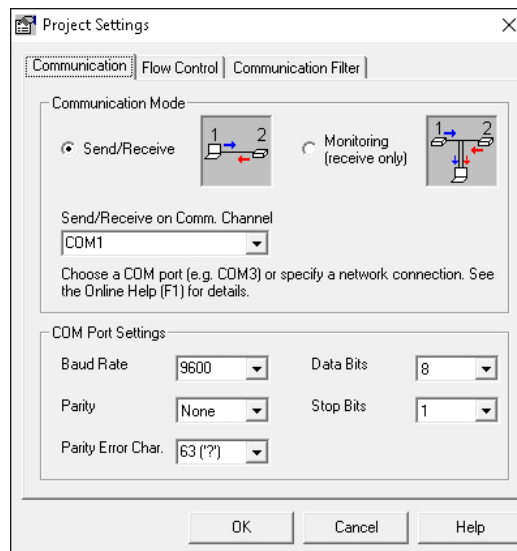 Project Settings
Communication
Flow Control
Communication Filter
Communication Mode
Send/Receive
1 2
Monitoring
(receive only)
1 2
Send/Receive on Comm. Channel
COM1
Choose a COM port (e.g. COM3) or specify a network connection. See
the Online Help (F1) for details.
COM Port Settings
Baud Rate
9600
Data Bits
8
Parity
None
Stop Bits
1
Parity Error Char.
63 ('?')
OK
Cancel
Help